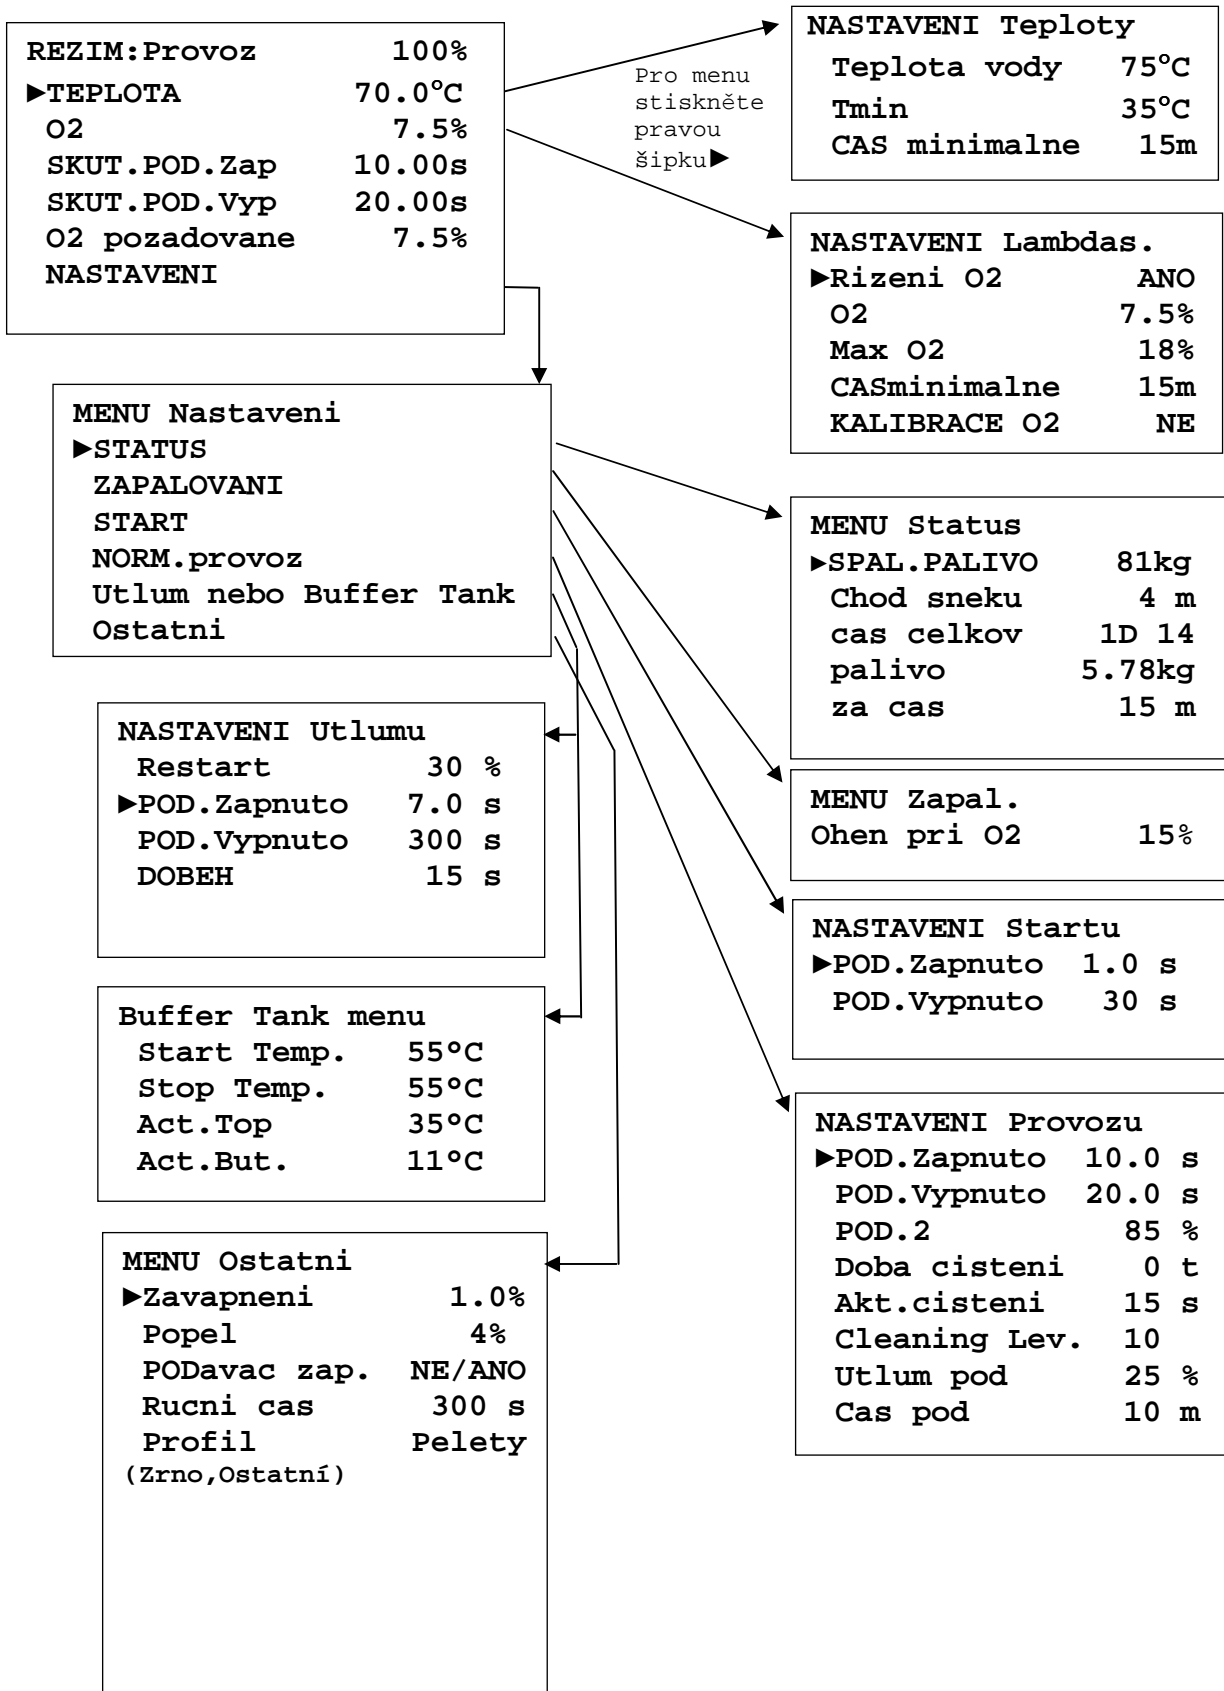 REZIM:Provoz 100%
►TEPLOTA 70.0°C
O2 7.5%
SKUT.POD.Zap 10.00s
SKUT.POD.Vyp 20.00s
O2 pozadovane 7.5%
NASTAVENI
Pro menu
stiskněte
pravou
šipku►
NASTAVENI Teploty
Teplota vody 75°C
Tmin 35°C
CAS minimalne 15m
NASTAVENI Lambdas.
►Rizeni O2 ANO
O2 7.5%
Max O2 18%
CASminimalne 15m
KALIBRACE O2 NE
MENU Nastaveni
►STATUS
ZAPALOVANI
START
NORM.provoz
Utlum nebo Buffer Tank
Ostatni
MENU Status
►SPAL.PALIVO 81kg
Chod sneku 4 m
cas celkov 1D 14
palivo 5.78kg
za cas 15 m
NASTAVENI Utlumu
Restart 30 %
►POD.Zapnuto 7.0 s
POD.Vypnuto 300 s
DOBEH 15 s
MENU Zapal.
Ohen pri O2 15%
NASTAVENI Startu
►POD.Zapnuto 1.0 s
POD.Vypnuto 30 s
Buffer Tank menu
Start Temp. 55°C
Stop Temp. 55°C
Act.Top 35°C
Act.But. 11°C
NASTAVENI Provozu
►POD.Zapnuto 10.0 s
POD.Vypnuto 20.0 s
POD.2 85 %
Doba cisteni 0 t
Akt.cisteni 15 s
Cleaning Lev. 10
Utlum pod 25 %
Cas pod 10 m
MENU Ostatni
►Zavapneni 1.0%
Popel 4%
PODavac zap. NE/ANO
Rucni cas 300 s
Profil Pelety
(Zrno,Ostatní)